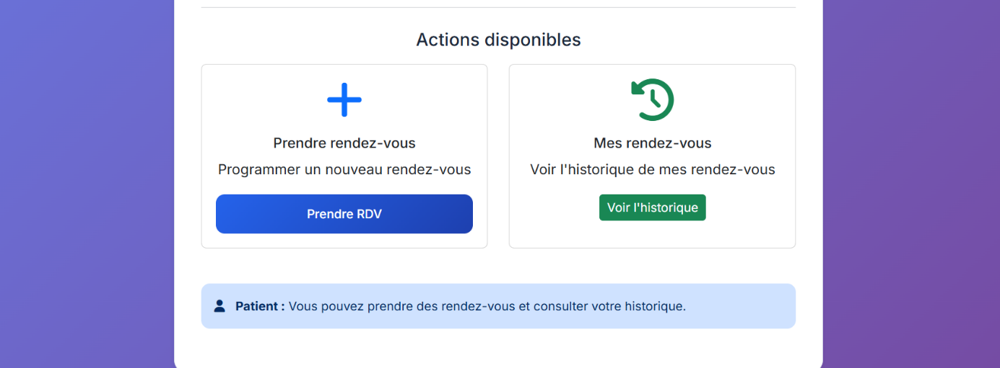 Actions disponibles
Prendre rendez-vous
Programmer un nouveau rendez-vous
Prendre RDV
Mes rendez-vous
Voir l'historique de mes rendez-vous
Voir l'historique
Patient : Vous pouvez prendre des rendez-vous et consulter votre historique.